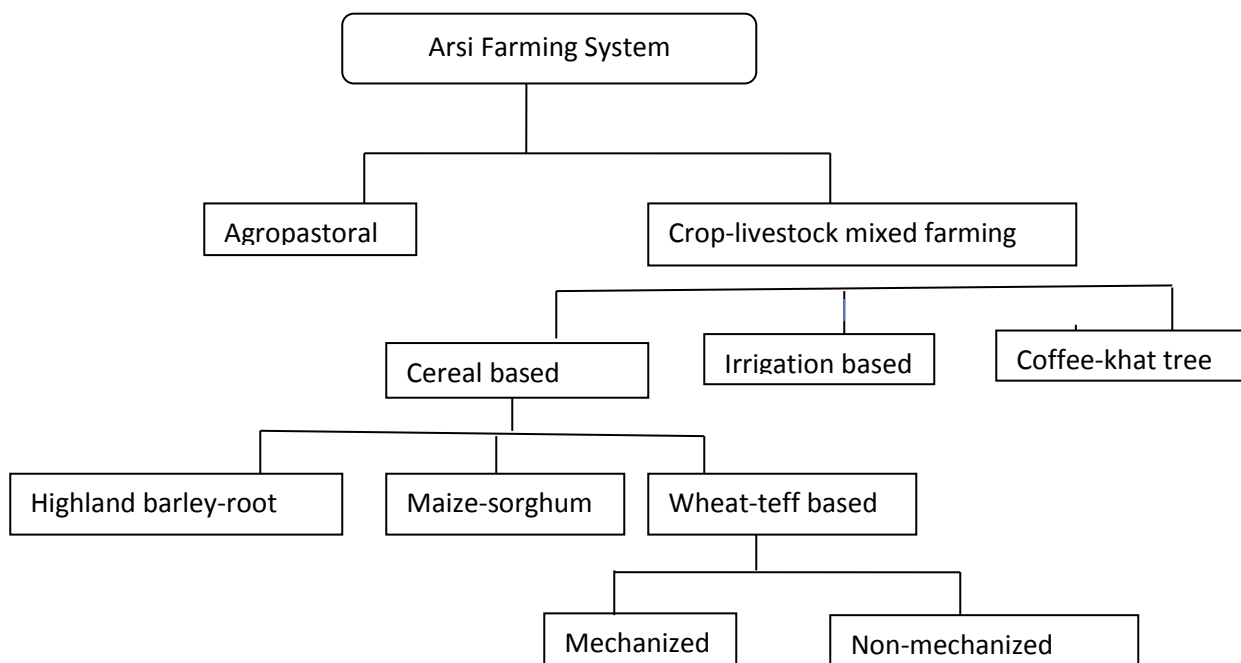 Arsi Farming System
Agropastoral
Crop-livestock mixed farming
Cereal based
Irrigation based
Coffee-khat tree
Highland barley-root
Maize-sorghum
Wheat-teff based
Mechanized
Non-mechanized